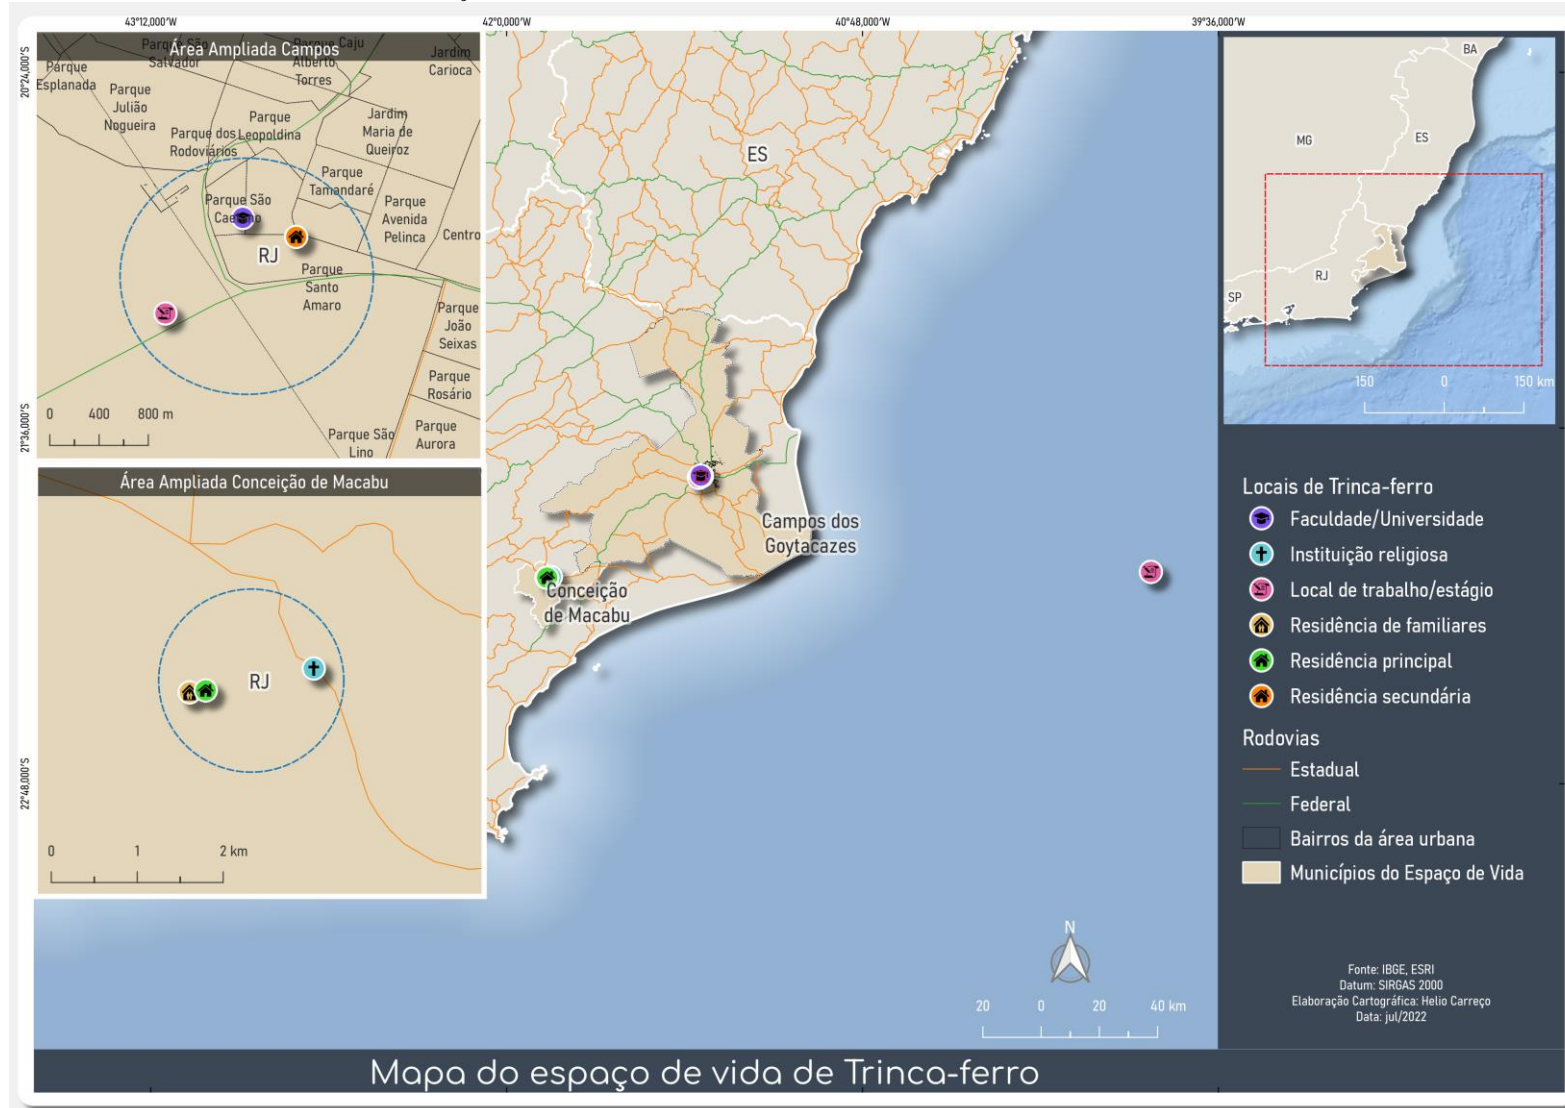 43°12,000'W
42°0,000'W
40°48,000'W
39°36,000'W
20°24,000'S
21°36,000'S
22°48,000'S
Área Ampliada Campos
Parque São
Salvador
Parque Caju
Alberto
Torres
Jardim
Carioca
Parque
Esplanada
Parque
Julião
Nogueira
Parque
Leopoldina
Parque dos
Rodoviários
Jardim
Maria de
Queiroz
Parque
Tamandaré
Parque São
Parque
Avenida
Pelinca
Centro
RJ
Parque
Santo
Amaro
Parque
João
Seixas
Parque
Rosário
Parque São
Lino
Parque
Aurora
0 400 800 m
Área Ampliada Conceição de Macabu
RJ
0 1 2 km
ES
Campos dos
Goytacazes
Conceição
de Macabu
N
20 0 20 40 km
BA
MG
ES
RJ
SP
150 0 150 km
Locais de Trinca-ferro
Faculdade/Universidade
Instituição religiosa
Local de trabalho/estágio
Residência de familiares
Residência principal
Residência secundária
Rodovias
Estadual
Federal
Bairros da área urbana
Municípios do Espaço de Vida
Fonte: IBGE, ESRI
Datum: SIRGAS 2000
Elaboração Cartográfica: Helio Carreço
Data: jul/2022
Mapa do espaço de vida de Trinca-ferro